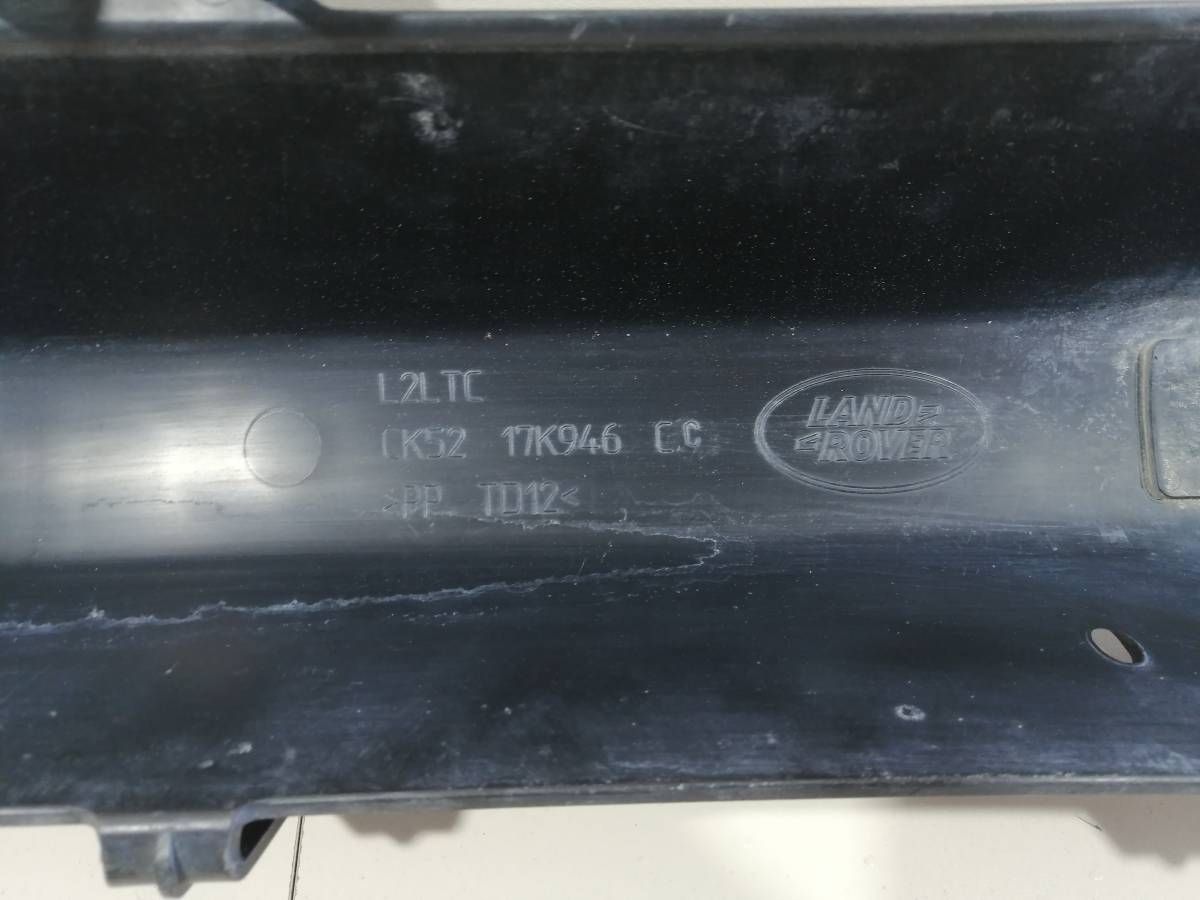 L2LTC
CK52 17K946 CC
>PP TD12<
LAND
ROVER